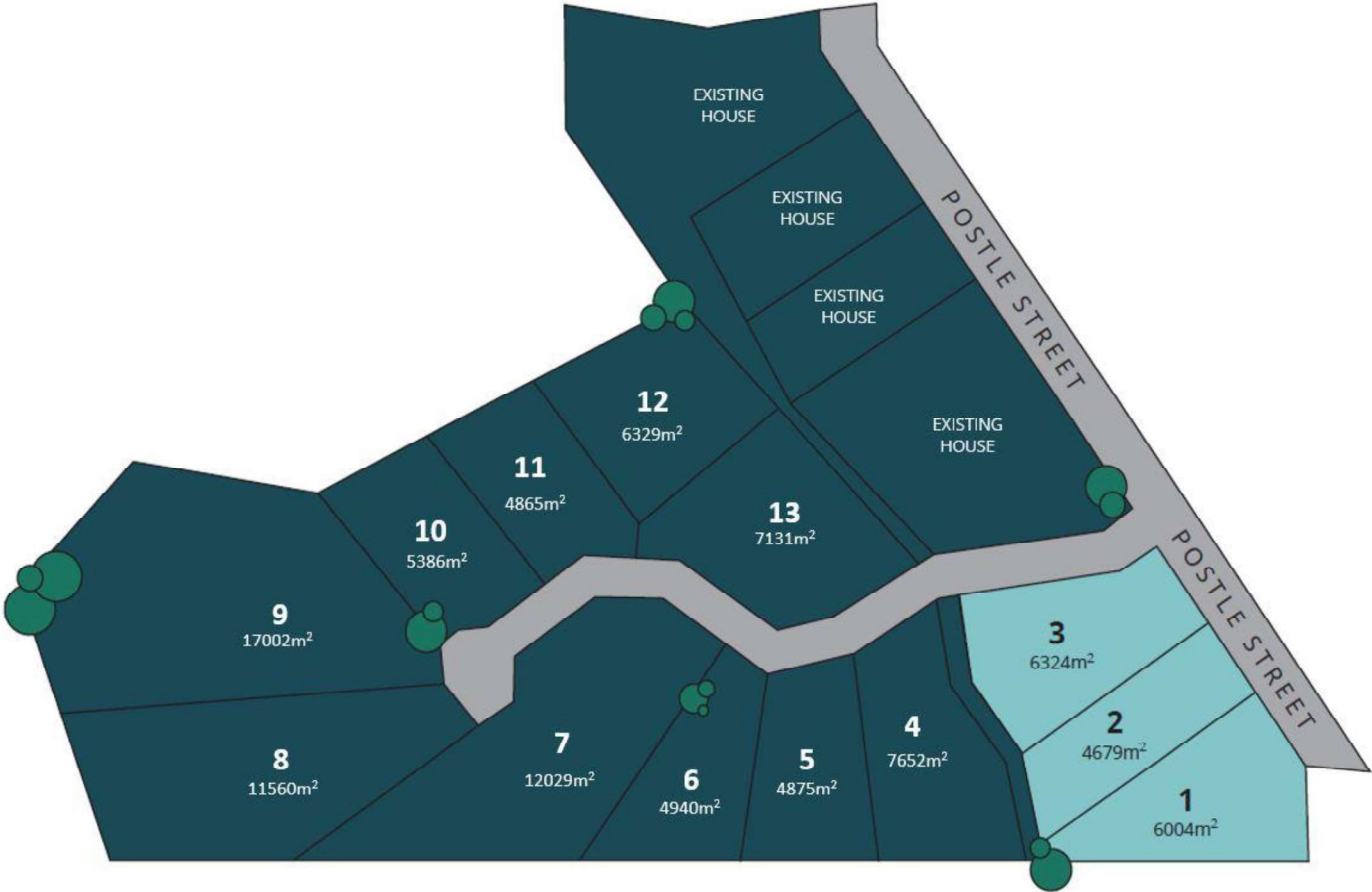 EXISTING
HOUSE
EXISTING
HOUSE
POSTLE STREET
EXISTING
HOUSE
12
6329m²
EXISTING
HOUSE
11
4865m²
13
7131m²
10
5386m²
POSTLE STREET
9
17002m²
3
6324m²
2
4679m²
4
7652m²
7
12029m²
5
4875m²
8
11560m²
6
4940m²
1
6004m²